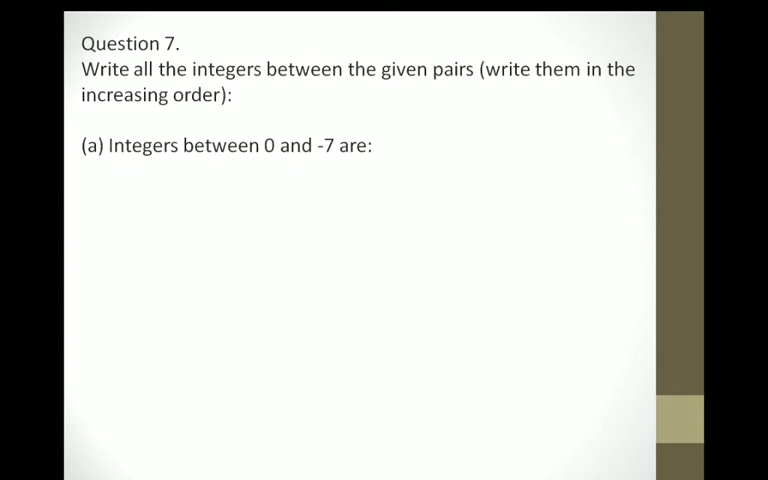 Question 7.
Write all the integers between the given pairs (write them in the
increasing order):
(a) Integers between 0 and -7 are: